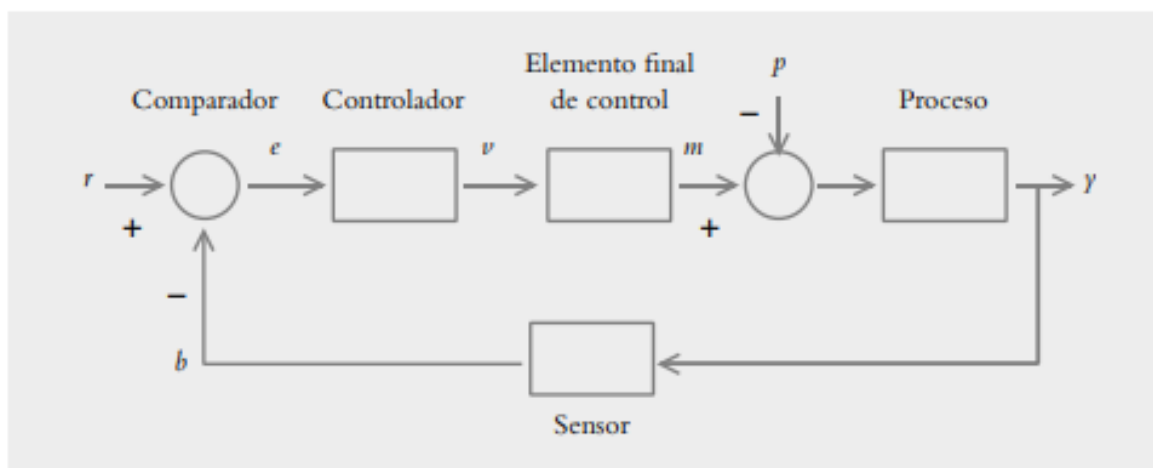 Elemento final
de control
p
Comparador
Controlador
Proceso
−
e
v
m
r
y
+
+
−
b
Sensor